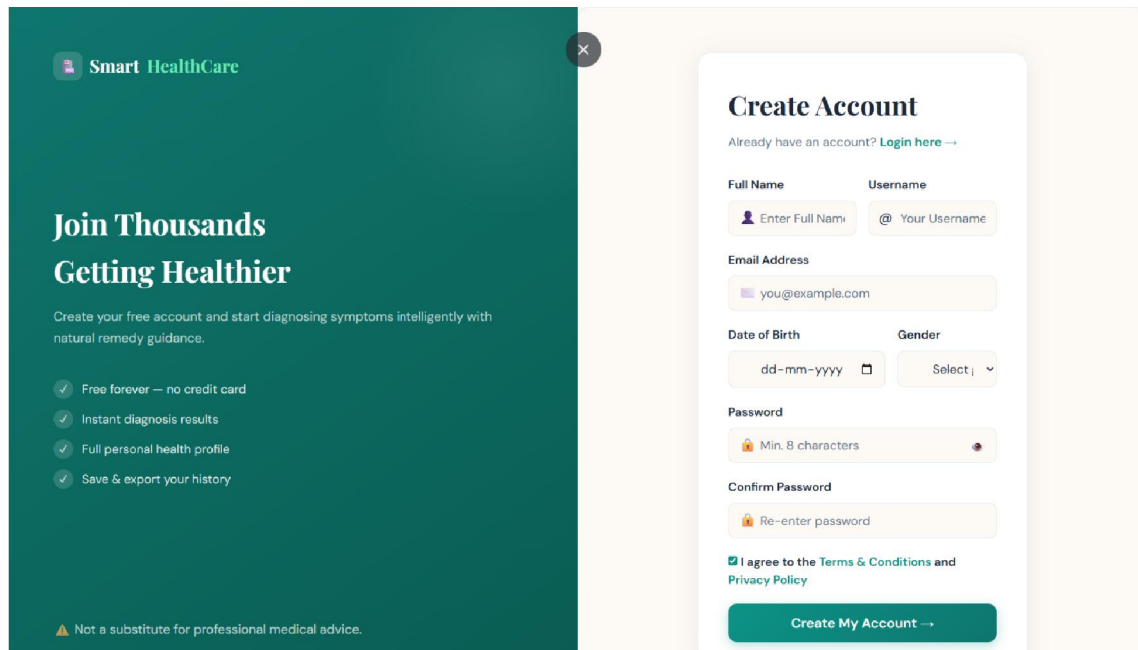 Smart HealthCare
Join Thousands
Getting Healthier
Create your free account and start diagnosing symptoms intelligently with
natural remedy guidance.
✓ Free forever — no credit card
✓ Instant diagnosis results
✓ Full personal health profile
✓ Save & export your history
⚠ Not a substitute for professional medical advice.
Create Account
Already have an account? Login here →
Full Name Username
Enter Full Name @ Your Username
Email Address
you@example.com
Date of Birth Gender
dd-mm-yyyy Select
Password
Min. 8 characters
Confirm Password
Re-enter password
I agree to the Terms & Conditions and
Privacy Policy
Create My Account →